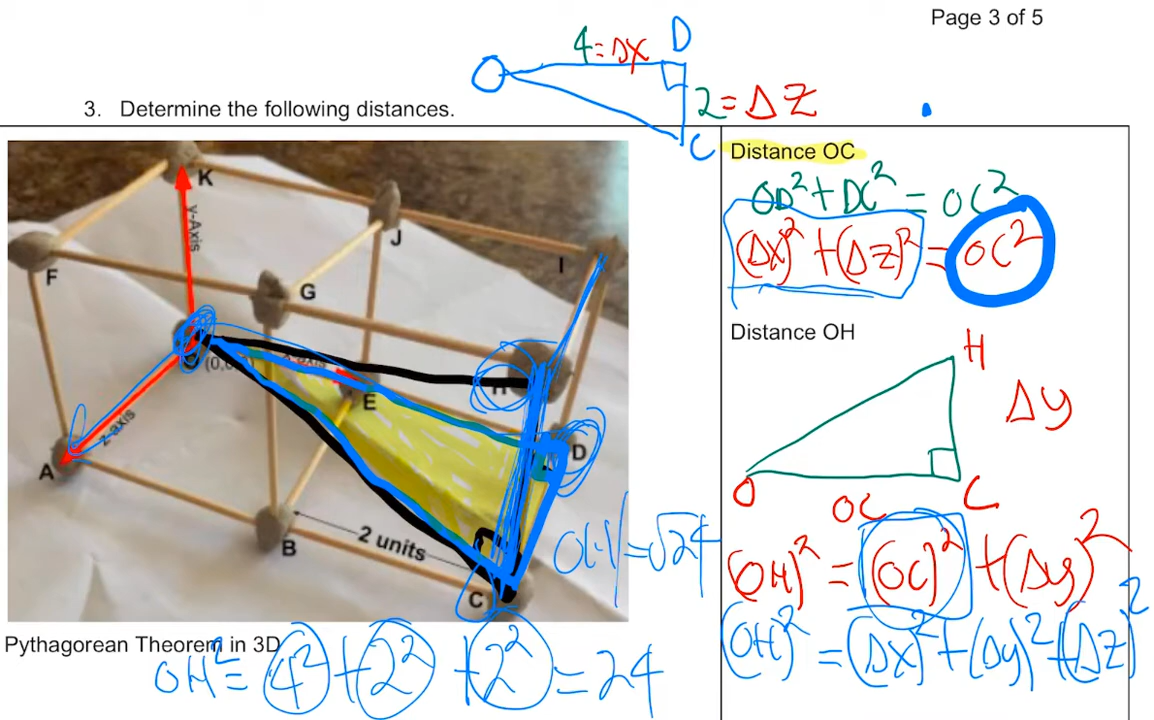 Page 3 of 5
4=Δx D
O
2=ΔZ
C
3. Determine the following distances.
Distance OC
OD²+DC²=OC²
(Δx)²+(ΔZ)²=OC²
Distance OH
H
Δy
O
OC
C
(OH)²=(OC)²+(Δy)²
(OH)²=(Δx)²+(Δy)²+(ΔZ)²
K
Y-Axis
J
F
I
G
(0,
H
E
z-axis
D
A
B
2 units
C
OH=√24
Pythagorean Theorem in 3D
OH²=4²+2²+2²=24